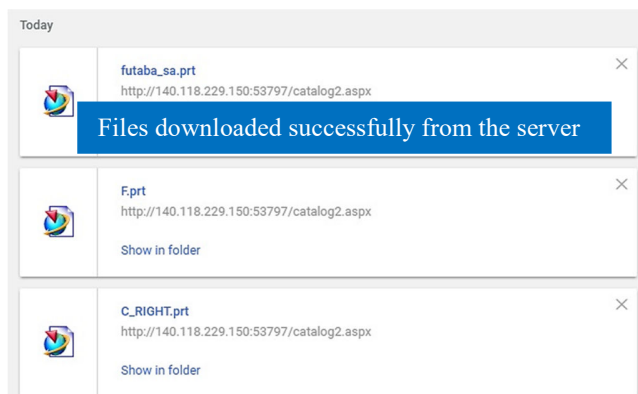 Today
futaba_sa.prt
http://140.118.229.150:53797/catalog2.aspx
Files downloaded successfully from the server
F.prt
http://140.118.229.150:53797/catalog2.aspx
Show in folder
C_RIGHT.prt
http://140.118.229.150:53797/catalog2.aspx
Show in folder